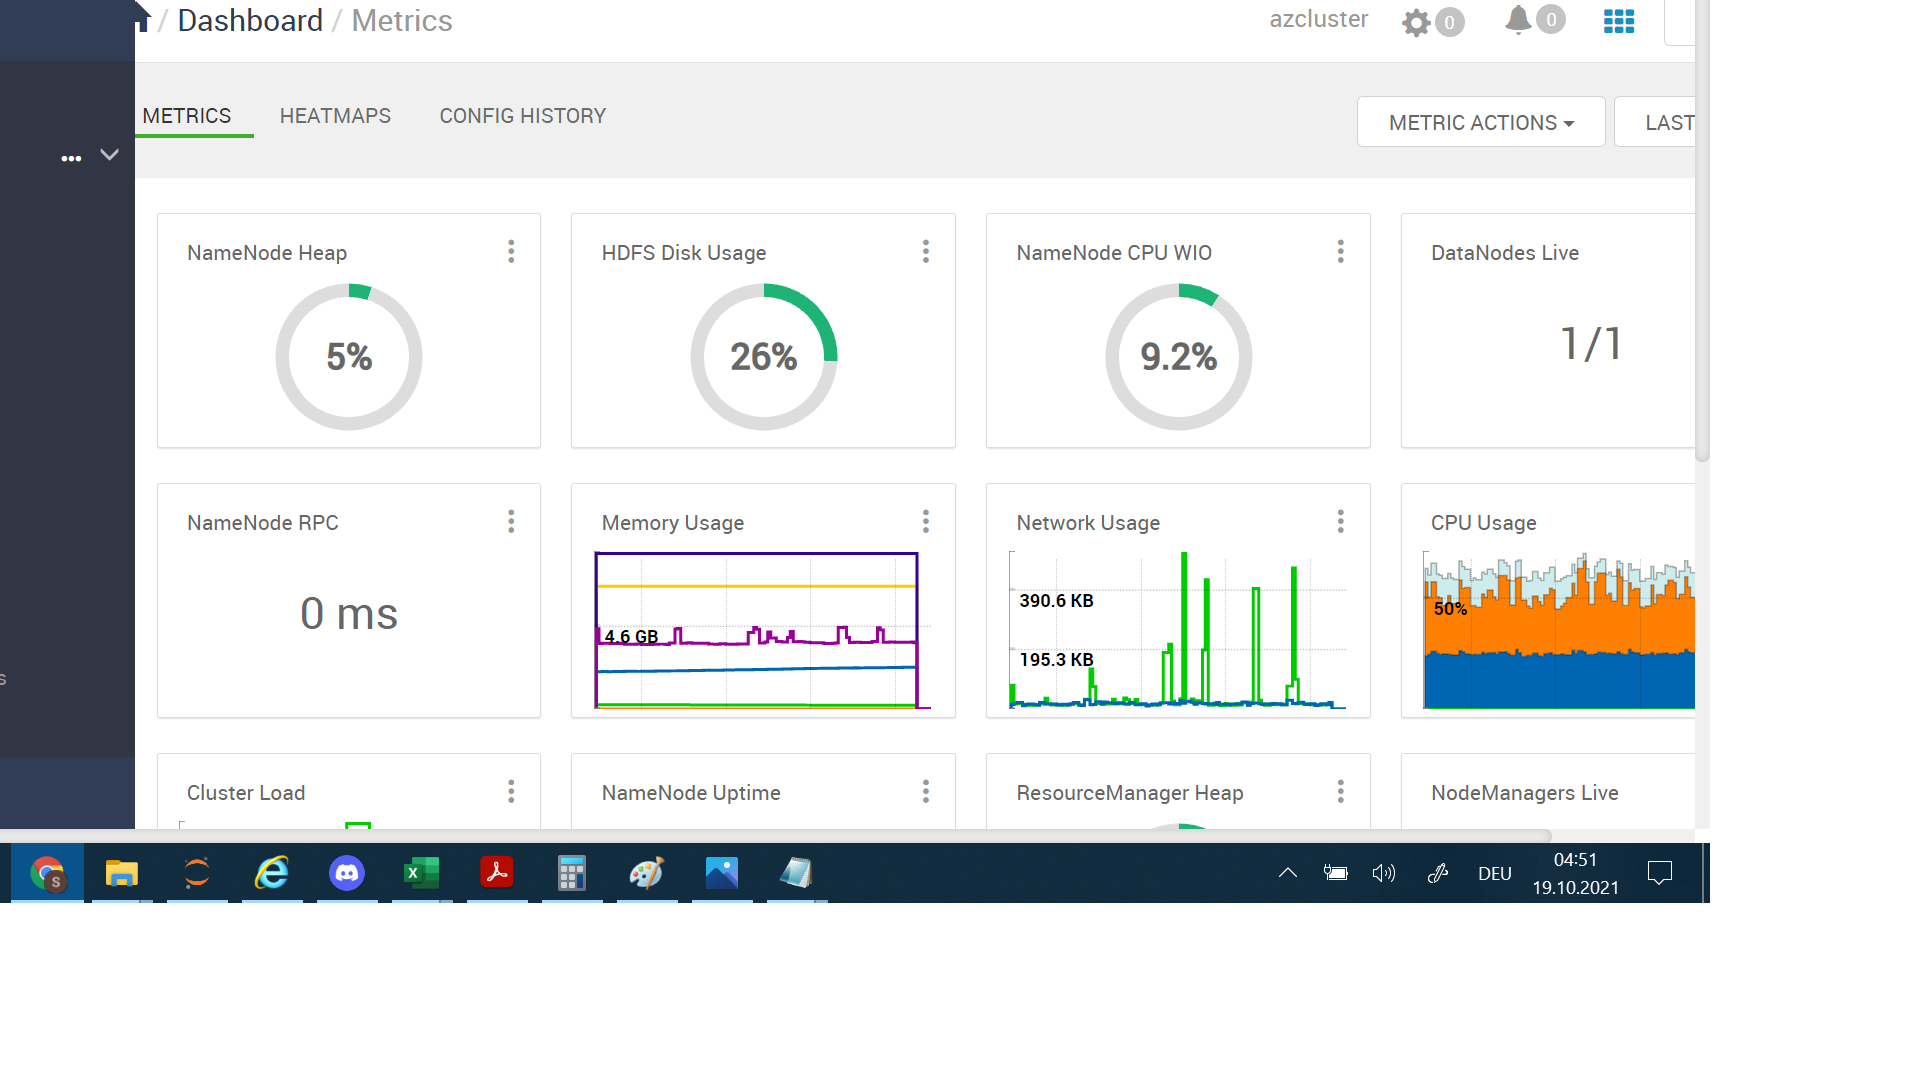 / Dashboard / Metrics
azcluster 0 0
METRICS HEATMAPS CONFIG HISTORY
METRIC ACTIONS LAST
NameNode Heap
5%
HDFS Disk Usage
26%
NameNode CPU WIO
9.2%
DataNodes Live
1/1
NameNode RPC
0 ms
Memory Usage
4.6 GB
Network Usage
390.6 KB
195.3 KB
CPU Usage
50%
s
Cluster Load
NameNode Uptime
ResourceManager Heap
NodeManagers Live
S
X
DEU
04:51
19.10.2021